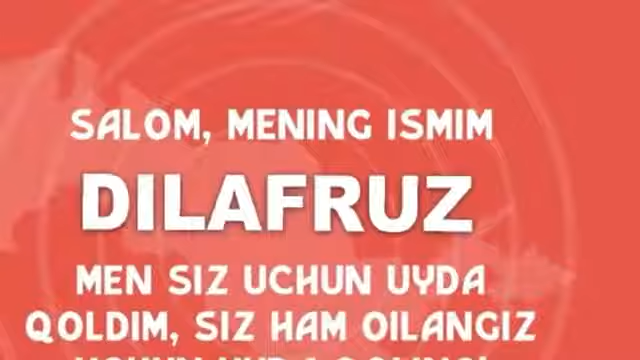 SALOM, MENING ISMIM
DILAFRUZ
MEN SIZ UCHUN UYDA
QOLDIM, SIZ HAM OILANGIZ